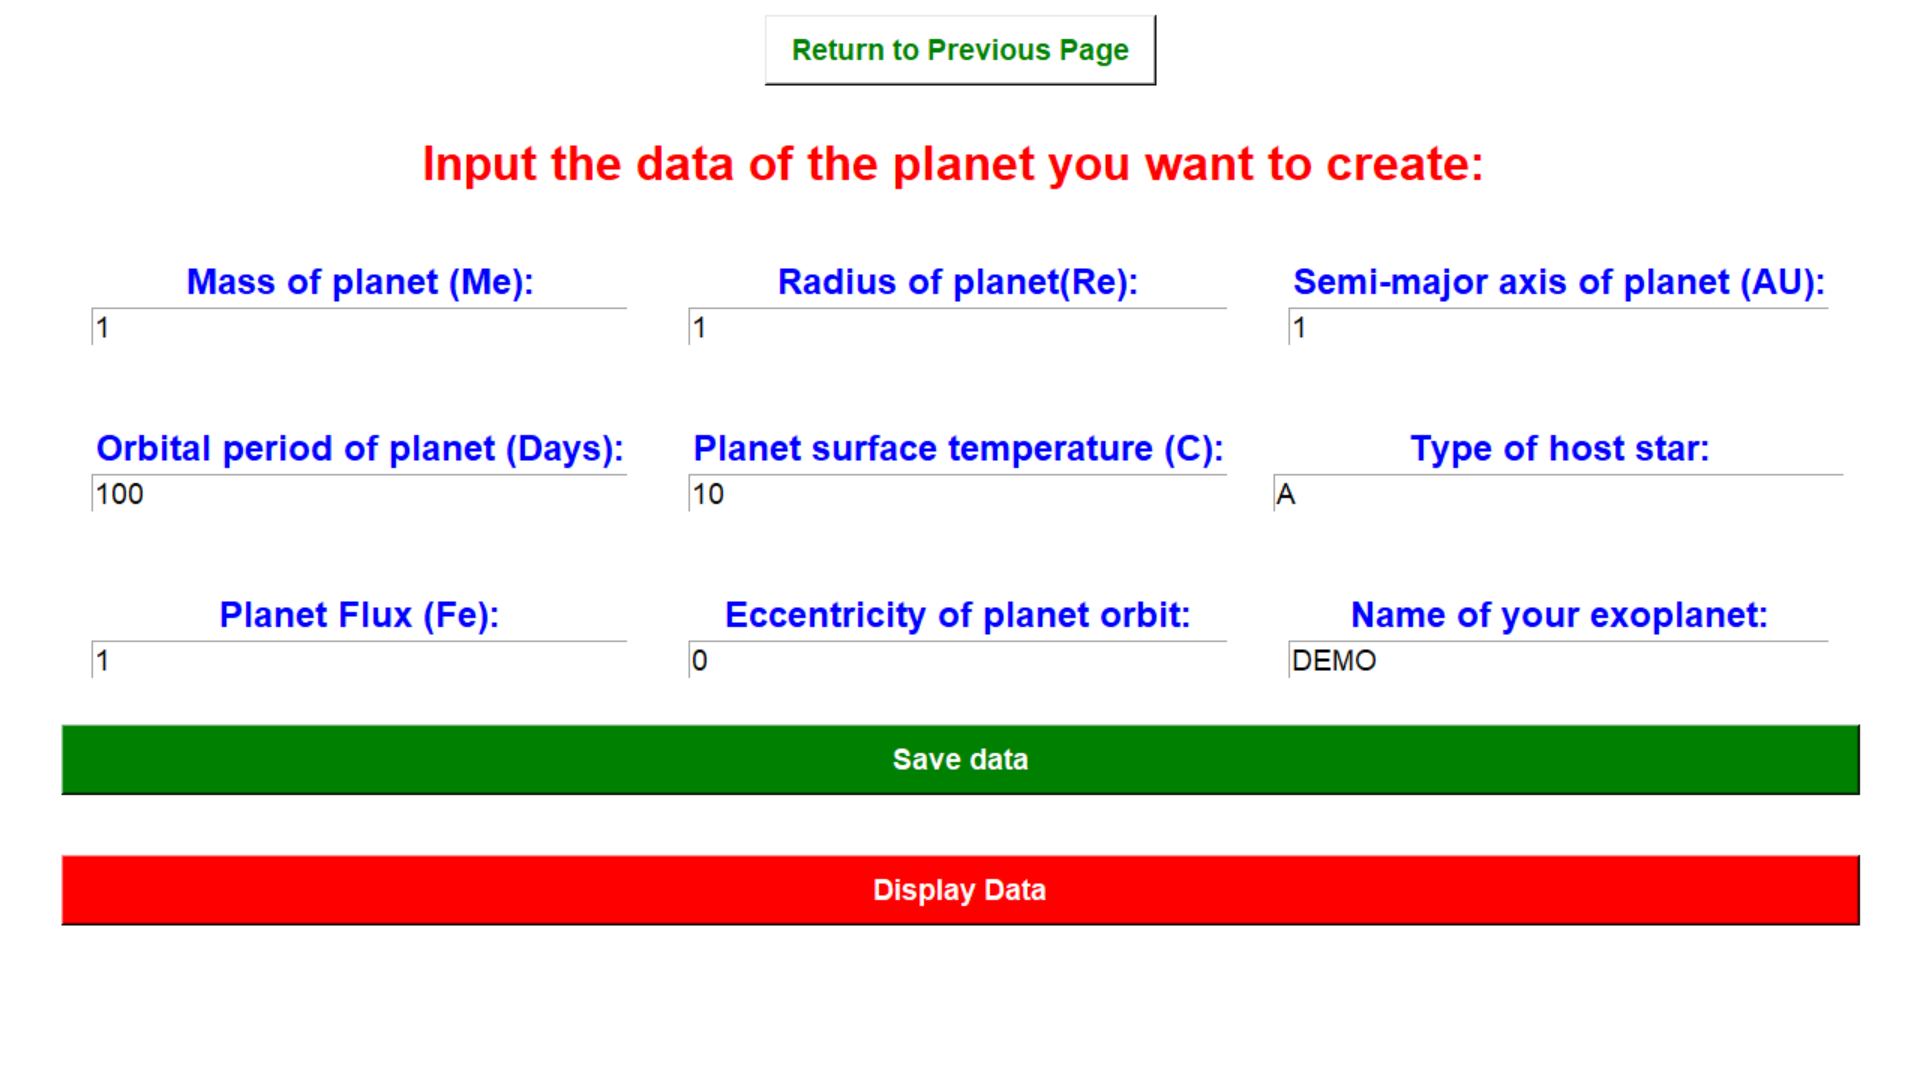 Return to Previous Page
Input the data of the planet you want to create:
Mass of planet (Me): Radius of planet(Re): Semi-major axis of planet (AU):
1 1 1
Orbital period of planet (Days): Planet surface temperature (C): Type of host star:
100 10 A
Planet Flux (Fe): Eccentricity of planet orbit: Name of your exoplanet:
1 0 DEMO
Save data
Display Data